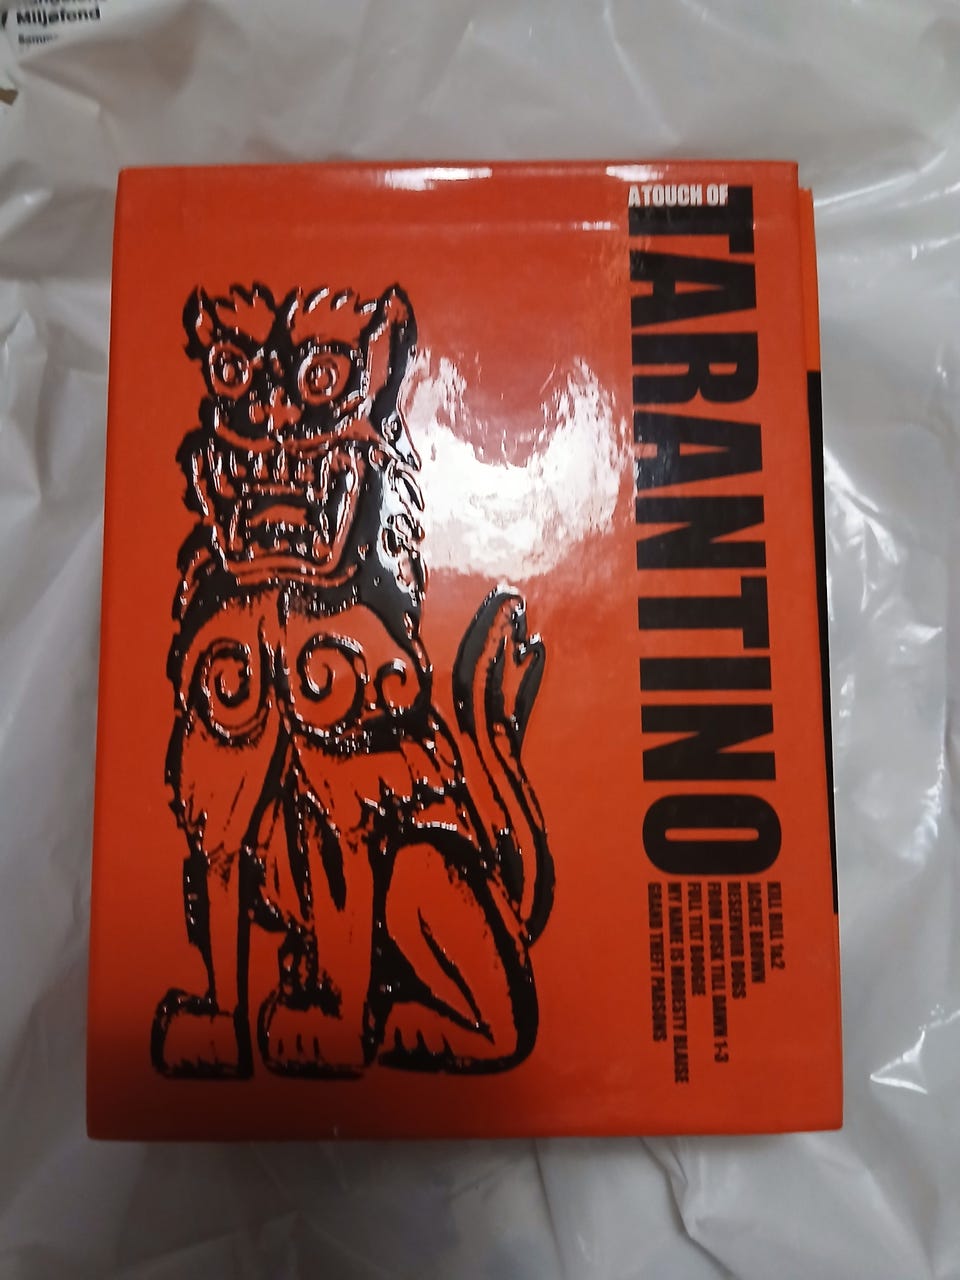 Miljøfond
A TOUCH OF
TARANTINO
KILL BILL 1&2
JACKIE BROWN
RESERVOIR DOGS
FROM DUSK TILL DAWN 1-3
FULL TILT BOOGIE
MY NAME IS MODESTY BLAISE
GRAND THEFT PARSONS